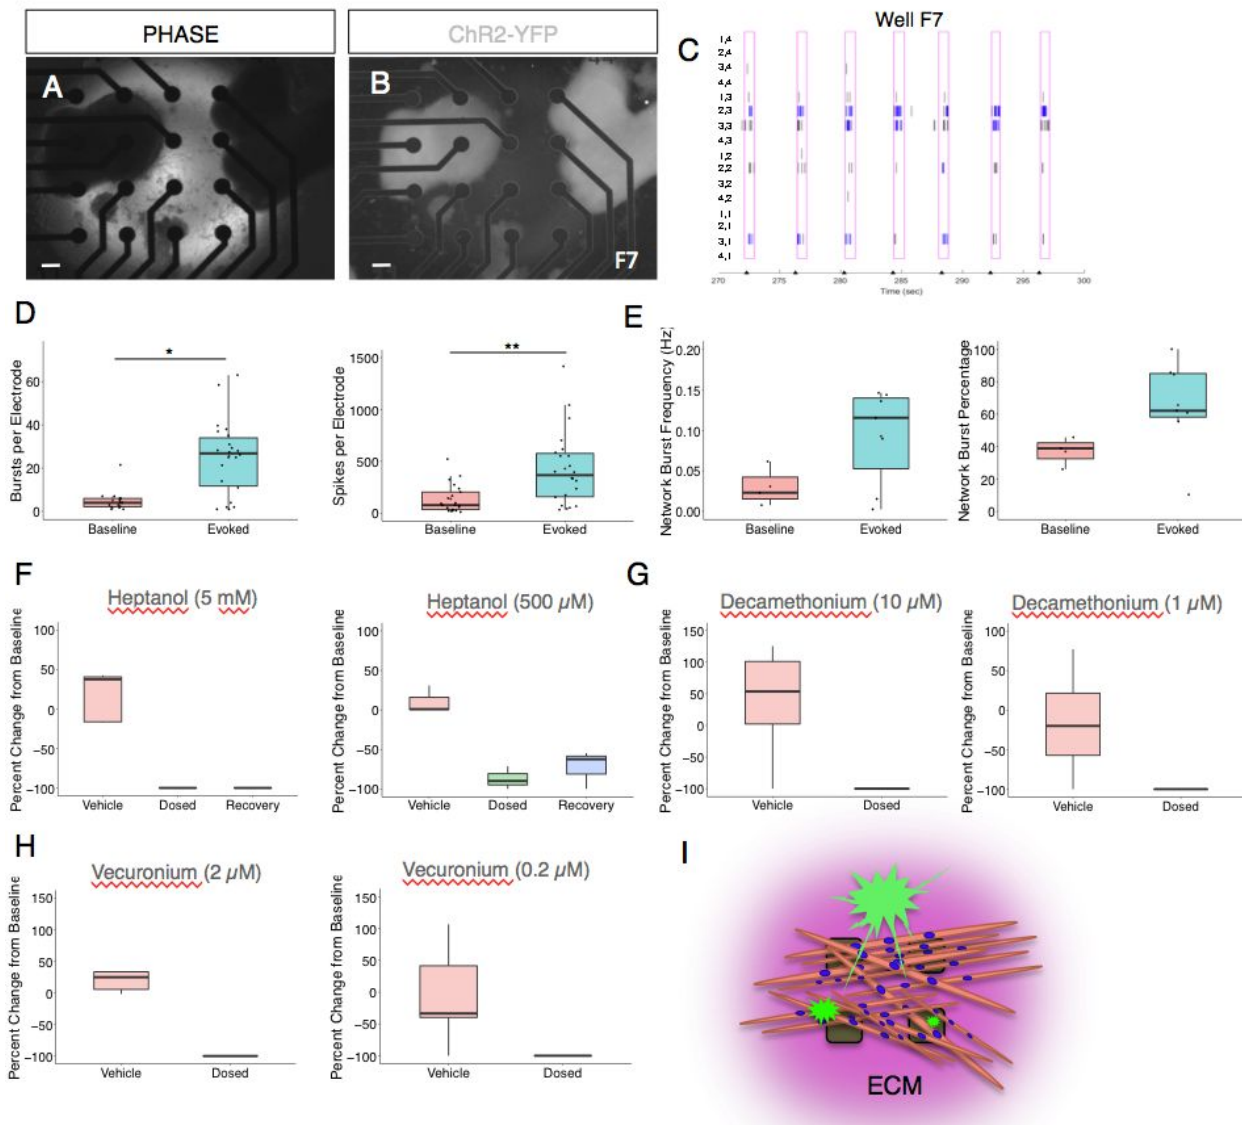 PHASE
ChR2-YFP
A
B
F7
C
Well F7
1,4
2,4
3,4
4,4
1,3
2,3
3,3
4,3
1,2
2,2
3,2
4,2
1,1
2,1
3,1
4,1
270 275 280 285 290 295 300
Time (sec)
D
Bursts per Electrode
60
40
20
0
Baseline Evoked
*
Spikes per Electrode
1500
1000
500
0
Baseline Evoked
**
E
Network Burst Frequency (Hz)
0.20
0.15
0.10
0.05
0.00
Baseline Evoked
Network Burst Percentage
100
80
60
40
20
0
Baseline Evoked
F
Heptanol (5 mM)
Percent Change from Baseline
100
50
0
−50
−100
Vehicle Dosed Recovery
Heptanol (500 µM)
Percent Change from Baseline
100
50
0
−50
−100
Vehicle Dosed Recovery
G
Decamethonium (10 µM)
Percent Change from Baseline
150
100
50
0
−50
−100
Vehicle Dosed
Decamethonium (1 µM)
Percent Change from Baseline
100
50
0
−50
−100
Vehicle Dosed
H
Vecuronium (2 µM)
Percent Change from Baseline
150
100
50
0
−50
−100
Vehicle Dosed
Vecuronium (0.2 µM)
Percent Change from Baseline
150
100
50
0
−50
−100
Vehicle Dosed
I
ECM